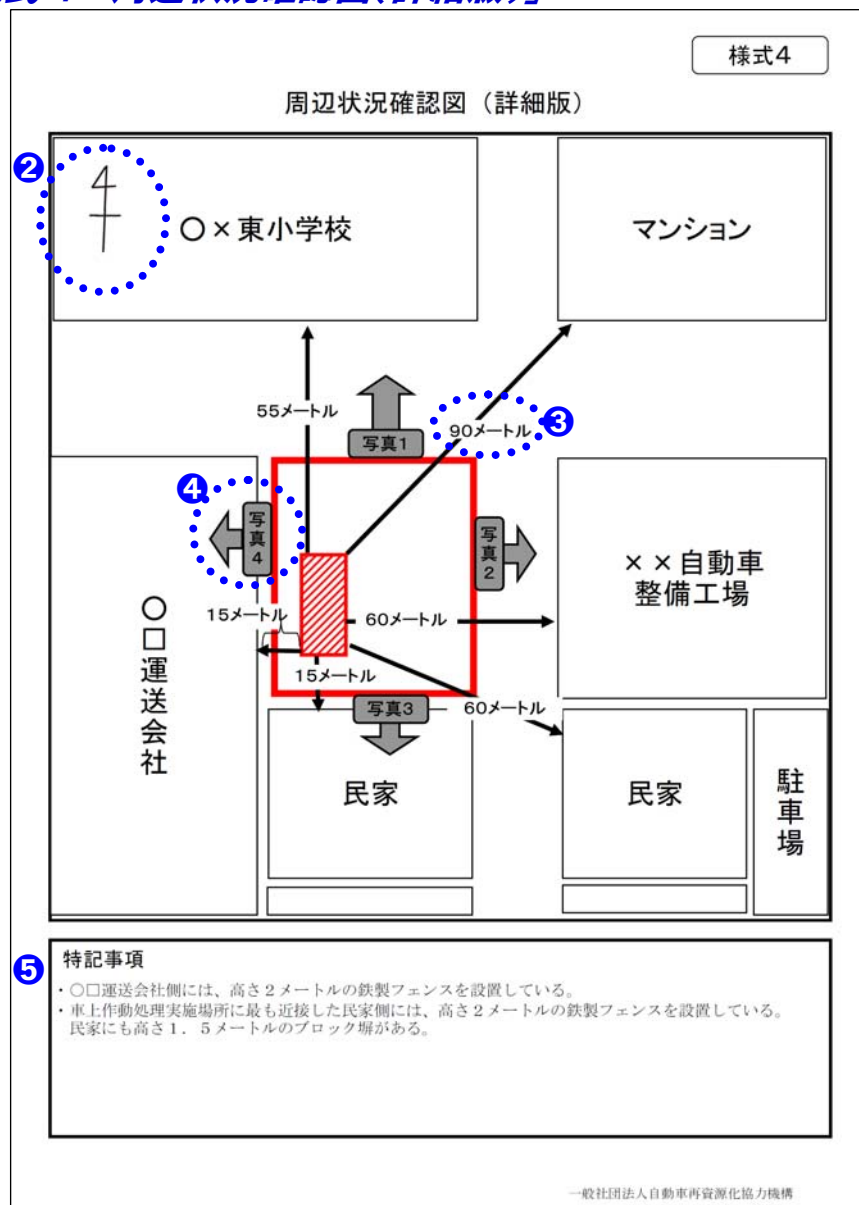 様式4
周辺状況確認図（詳細版）
❷
○×東小学校
マンション
55メートル
写真1
90メートル
❸
❹
写真4
写真2
××自動車
整備工場
15メートル
60メートル
○□運送会社
15メートル
写真3
60メートル
民家
民家
駐車場
❺
特記事項
・○□運送会社側には、高さ２メートルの鉄製フェンスを設置している。
・車上作動処理実施場所に最も近接した民家側には、高さ２メートルの鉄製フェンスを設置している。
民家にも高さ１．５メートルのブロック塀がある。
一般社団法人自動車再資源化協力機構